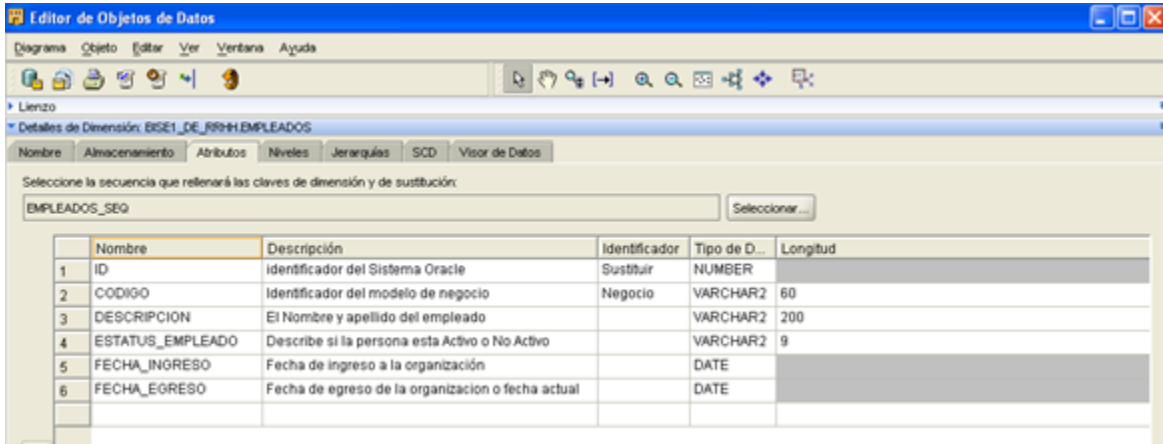 Editor de Objetos de Datos
Diagrama Objeto Editar Ver Ventana Ayuda
Lienzo
Detalles de Dimensión: BISE1_DE_RRHH.EMPLEADOS
Nombre Almacenamiento Atributos Niveles Jerarquías SCD Visor de Datos
Seleccione la secuencia que rellenará las claves de dimensión y de sustitución:
EMPLEADOS_SEQ Seleccionar...
Nombre Descripción Identificador Tipo de D... Longitud
1 ID identificador del Sistema Oracle Sustituir NUMBER
2 CODIGO Identificador del modelo de negocio Negocio VARCHAR2 60
3 DESCRIPCION El Nombre y apellido del empleado VARCHAR2 200
4 ESTATUS_EMPLEADO Describe si la persona esta Activo o No Activo VARCHAR2 9
5 FECHA_INGRESO Fecha de ingreso a la organización DATE
6 FECHA_EGRESO Fecha de egreso de la organizacion o fecha actual DATE